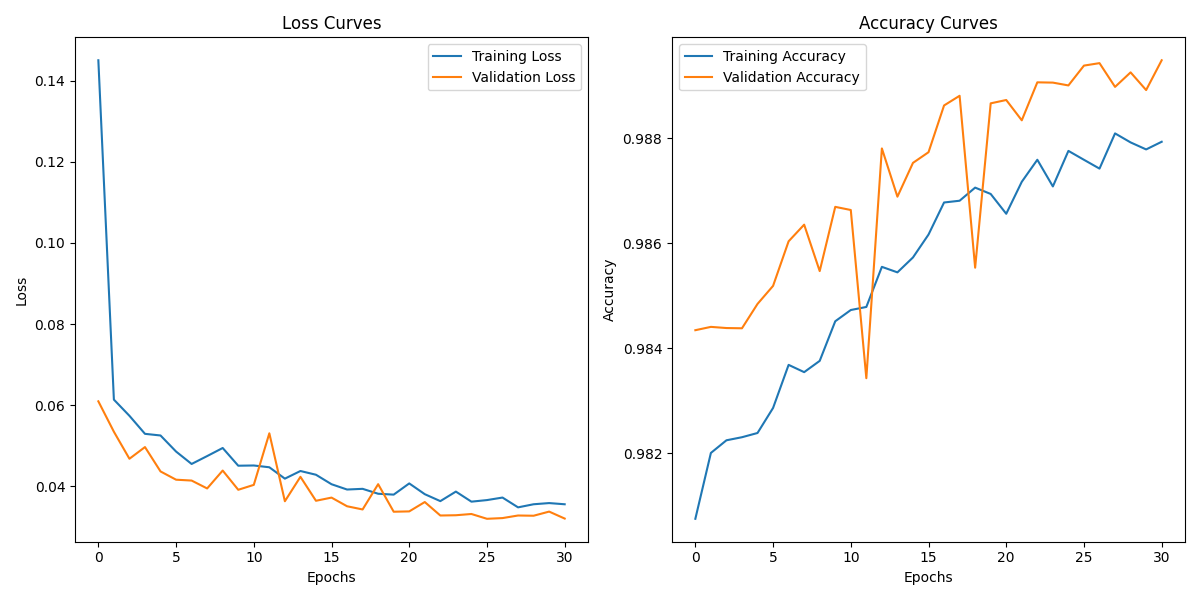 Loss Curves
Training Loss
Validation Loss
0.14
0.12
0.10
0.08
0.06
0.04
Loss
0 5 10 15 20 25 30
Epochs
Accuracy Curves
Training Accuracy
Validation Accuracy
0.988
0.986
0.984
0.982
Accuracy
0 5 10 15 20 25 30
Epochs